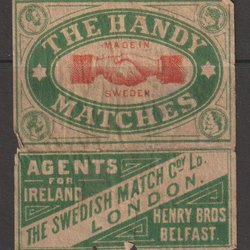 THE HANDY
MADE IN
SWEDEN
MATCHES
AGENTS
FOR
IRELAND
THE SWEDISH MATCH Coy LD.
LONDON.
HENRY BROS
BELFAST.